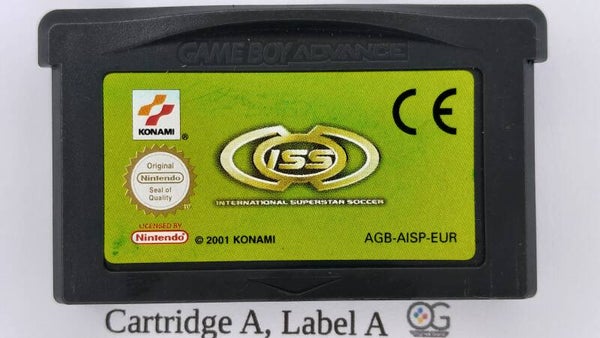 GAME BOY ADVANCE
KONAMI ®
CE
Original
Nintendo
Seal of
Quality
ISS
INTERNATIONAL SUPERSTAR SOCCER
LICENSED BY
Nintendo
© 2001 KONAMI
AGB-AISP-EUR
Cartridge A, Label A
OG